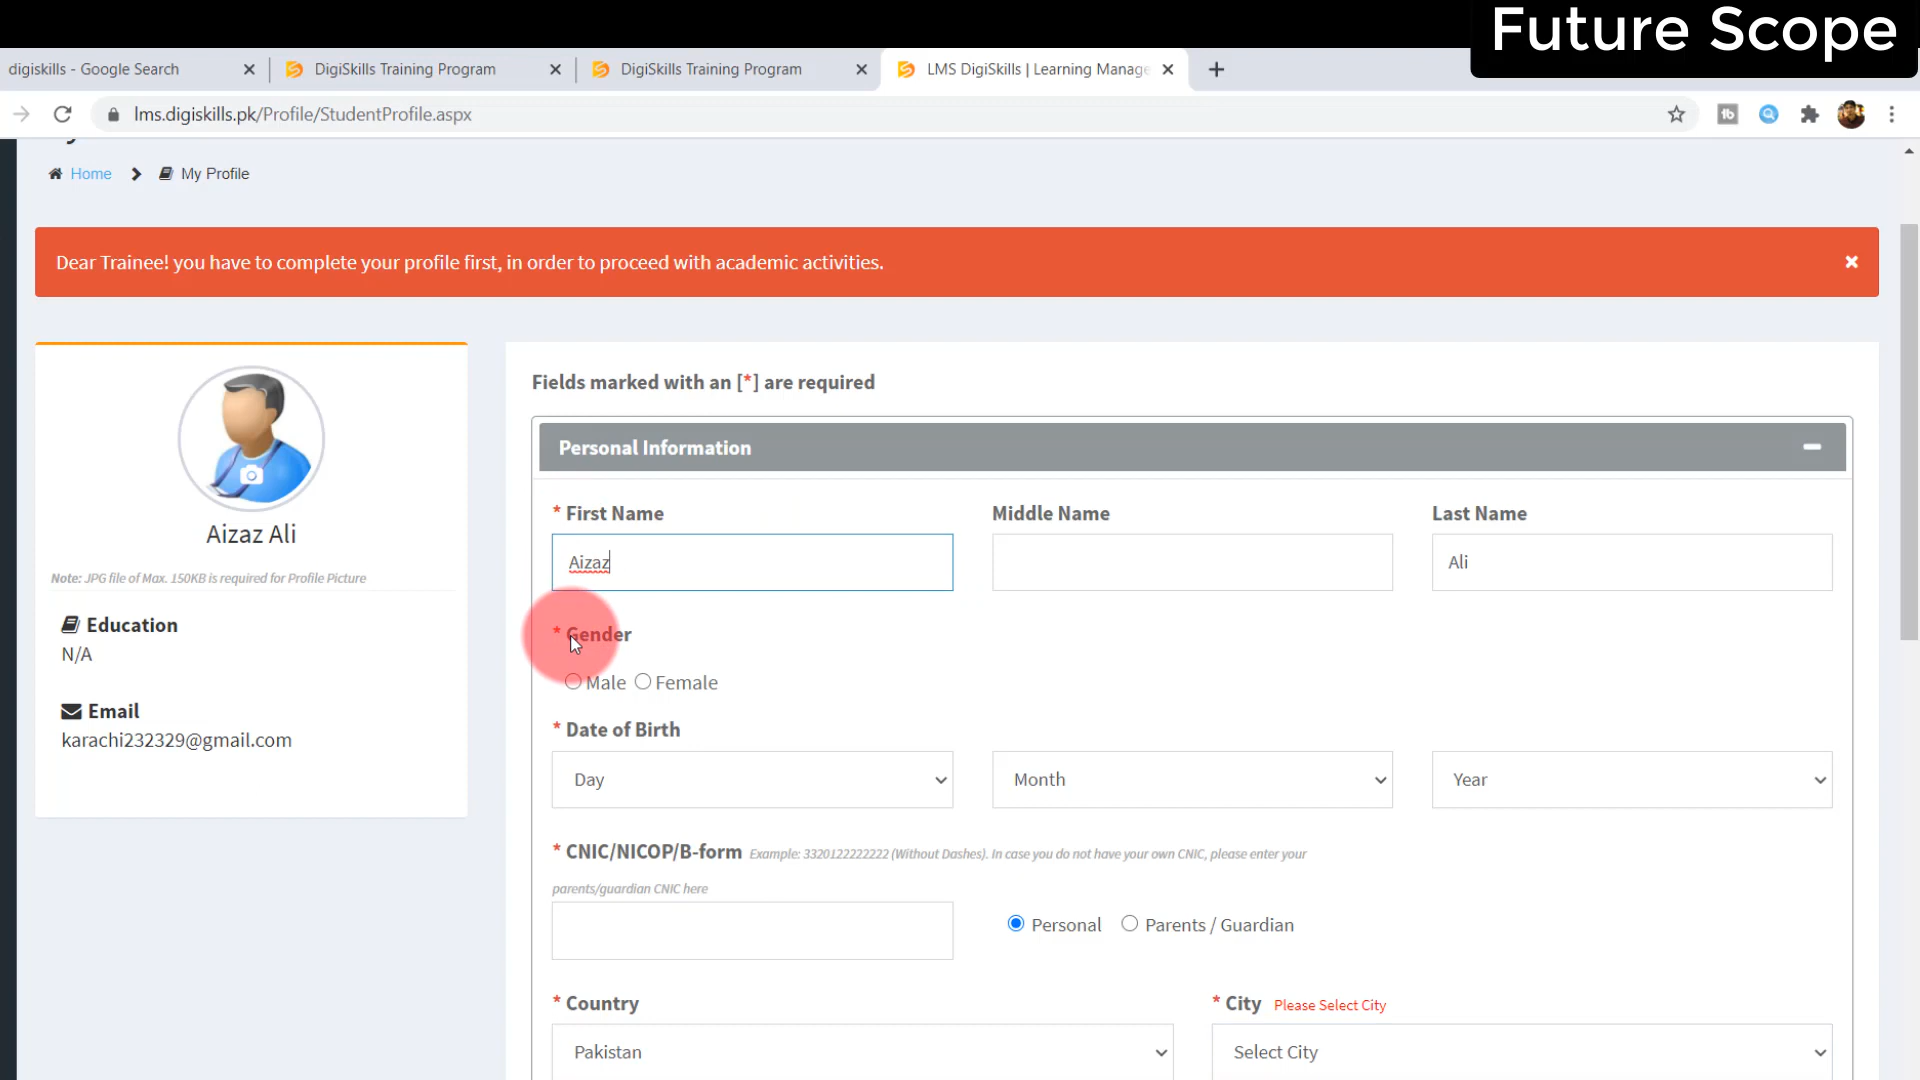 Future Scope
digiskills - Google Search
DigiSkills Training Program
DigiSkills Training Program
LMS DigiSkills | Learning Manage
lms.digiskills.pk/Profile/StudentProfile.aspx
Home
My Profile
Dear Trainee! you have to complete your profile first, in order to proceed with academic activities.
Aizaz Ali
Note: JPG file of Max. 150KB is required for Profile Picture
Education
N/A
Email
karachi232329@gmail.com
Fields marked with an [*] are required
Personal Information
* First Name
Middle Name
Last Name
Aizaz
Ali
* Gender
Male
Female
* Date of Birth
Day
Month
Year
* CNIC/NICOP/B-form Example: 3320122222222 (Without Dashes). In case you do not have your own CNIC, please enter your
parents/guardian CNIC here
Personal
Parents / Guardian
* Country
* City Please Select City
Pakistan
Select City